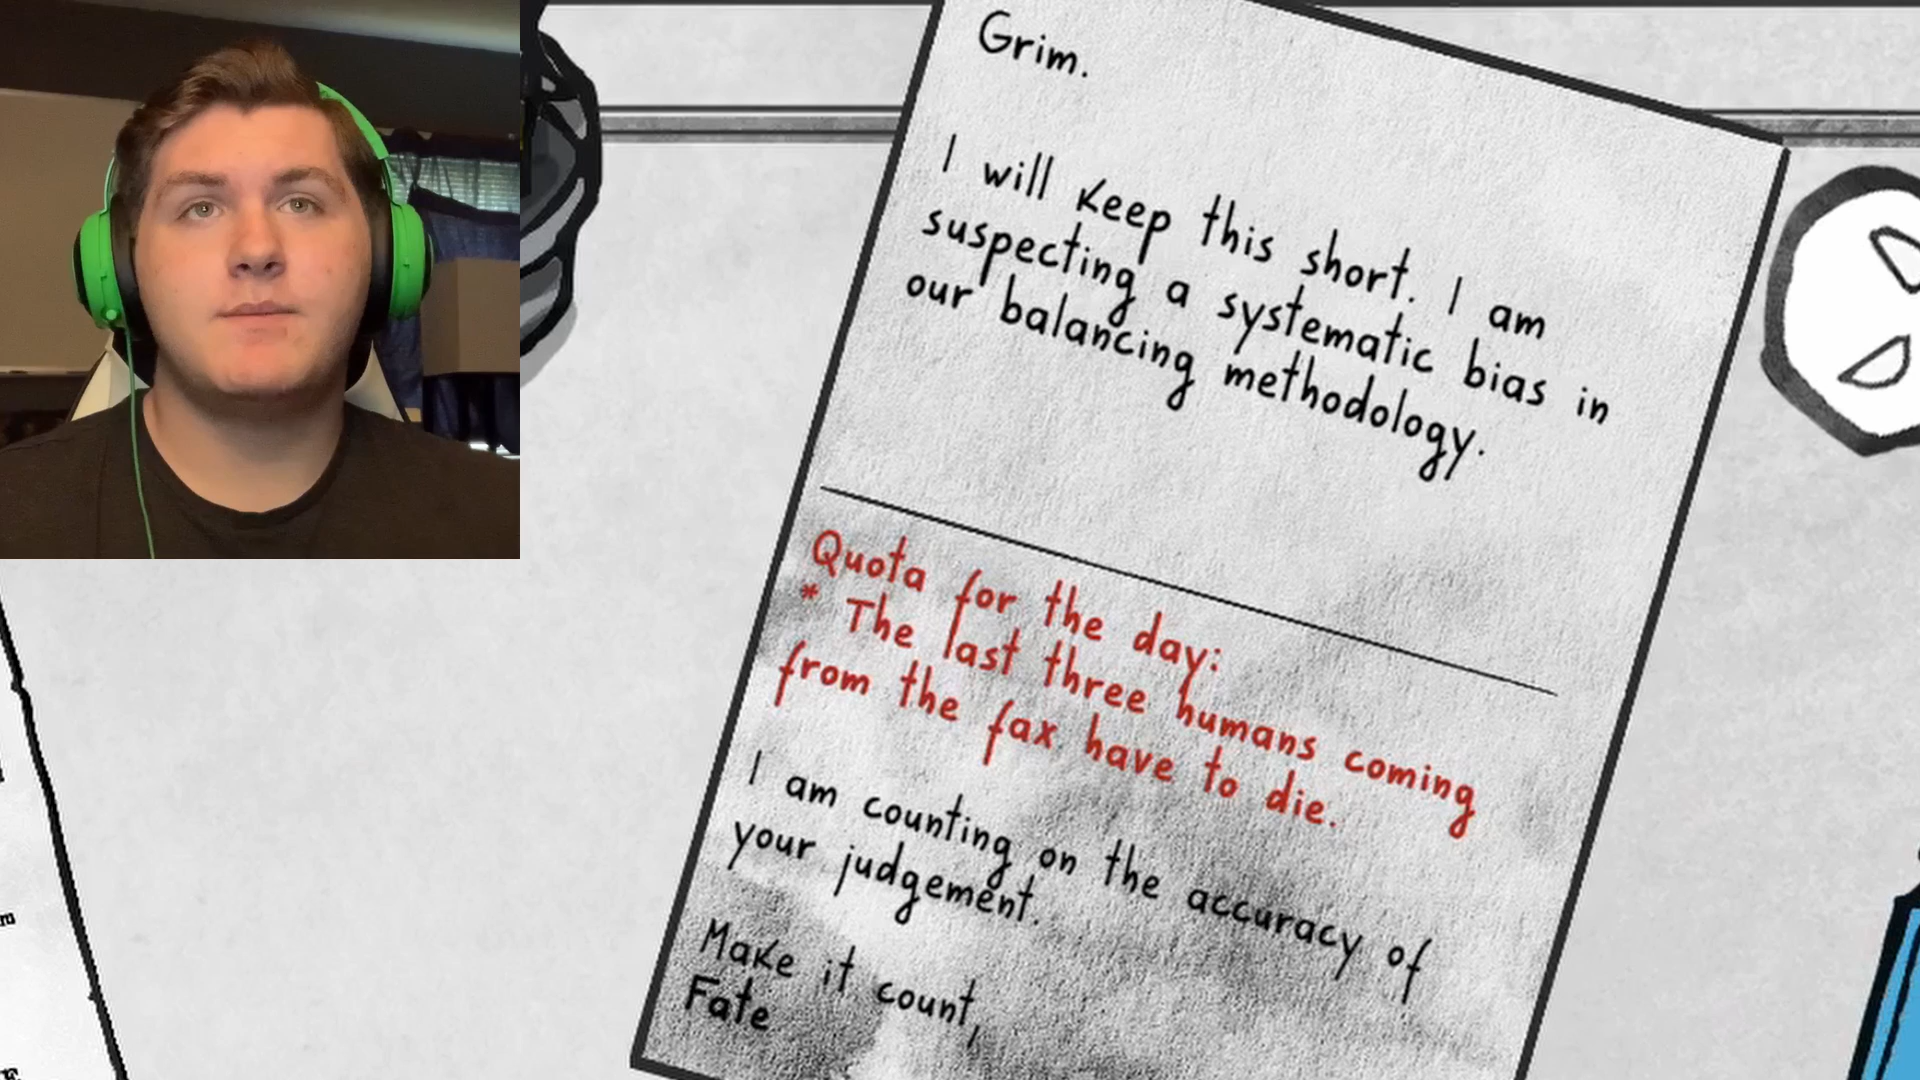 Grim.
I will keep this short. I am
suspecting a systematic bias in
our balancing methodology.
Quota for the day:
* The last three humans coming
from the fax have to die.
I am counting on the accuracy of
your judgement.
Make it count,
Fate